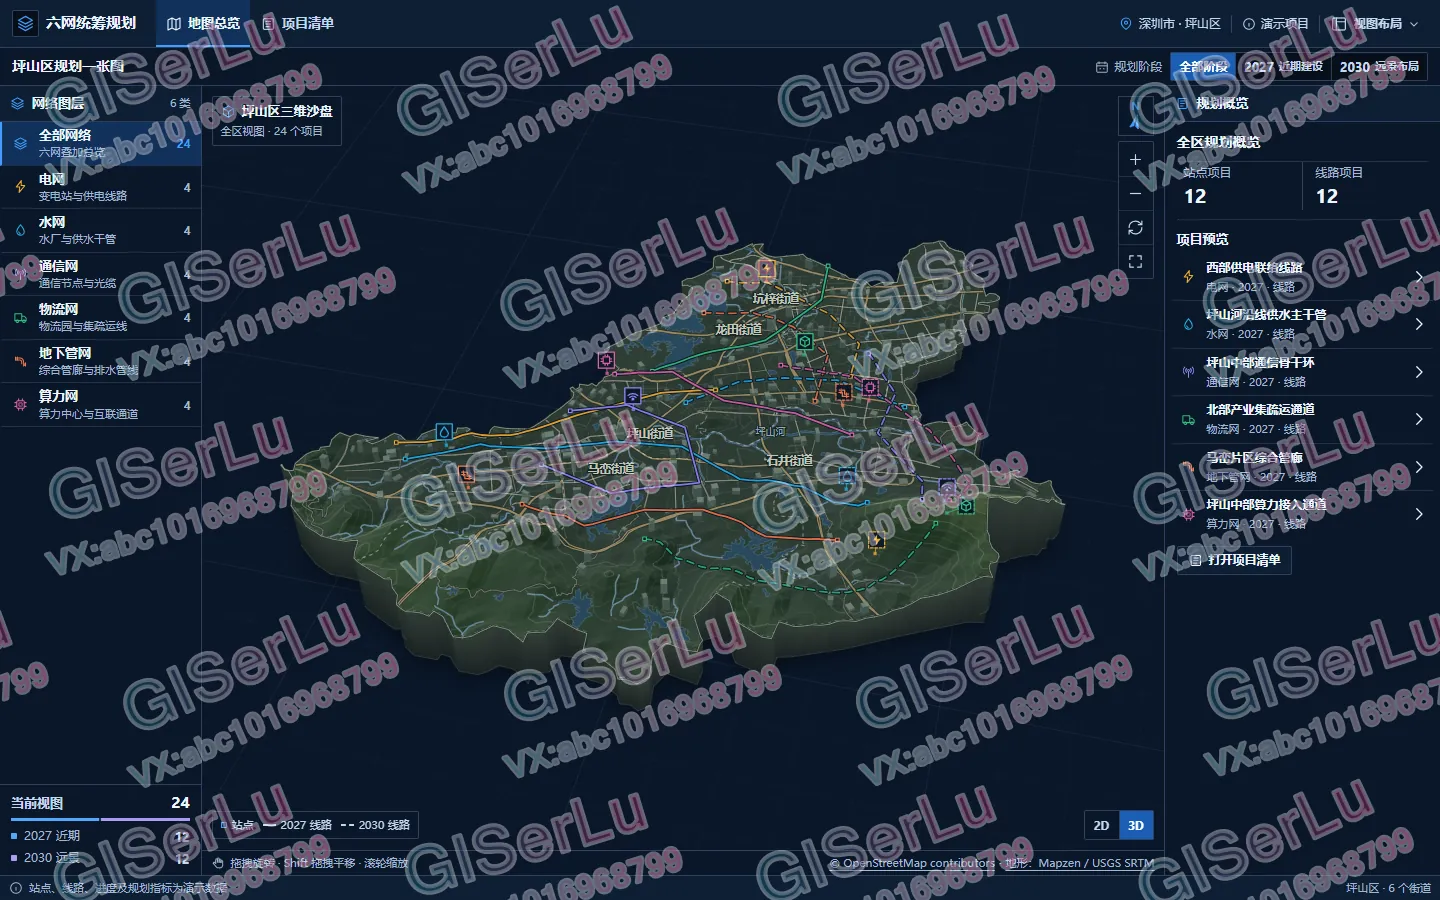 六网统筹规划
地图总览
项目清单
深圳市 · 坪山区
演示项目
视图布局
坪山区规划一张图
规划阶段
全部阶段
2027 近期建设
2030 远景布局
网络图层
6 类
全部网络
六网叠加总览
24
电网
变电站与供电线路
4
水网
水厂与供水干管
4
通信网
通信节点与光缆
4
物流网
物流园与集疏运线
4
地下管网
综合管廊与排水管线
4
算力网
算力中心与互联通道
4
当前视图
24
2027 近期
12
2030 远景
12
坪山区三维沙盘
全区视图 · 24 个项目
坑梓街道
龙田街道
坪山街道
坪山河
马峦街道
石井街道
站点
2027 线路
2030 线路
拖拽旋转 · Shift 拖拽平移 · 滚轮缩放
2D
3D
© OpenStreetMap contributors · 地形：Mapzen / USGS SRTM
规划概览
全区规划概览
站点项目
12
线路项目
12
项目预览
西部供电联络线路
电网 · 2027 · 线路
坪山河沿线供水主干管
水网 · 2027 · 线路
坪山中部通信骨干环
通信网 · 2027 · 线路
北部产业集疏运通道
物流网 · 2027 · 线路
马峦片区综合管廊
地下管网 · 2027 · 线路
坪山中部算力接入通道
算力网 · 2027 · 线路
打开项目清单
站点、线路、进度及规划指标为演示数据
坪山区 · 6 个街道
GISerLu
vx:abc1016968799